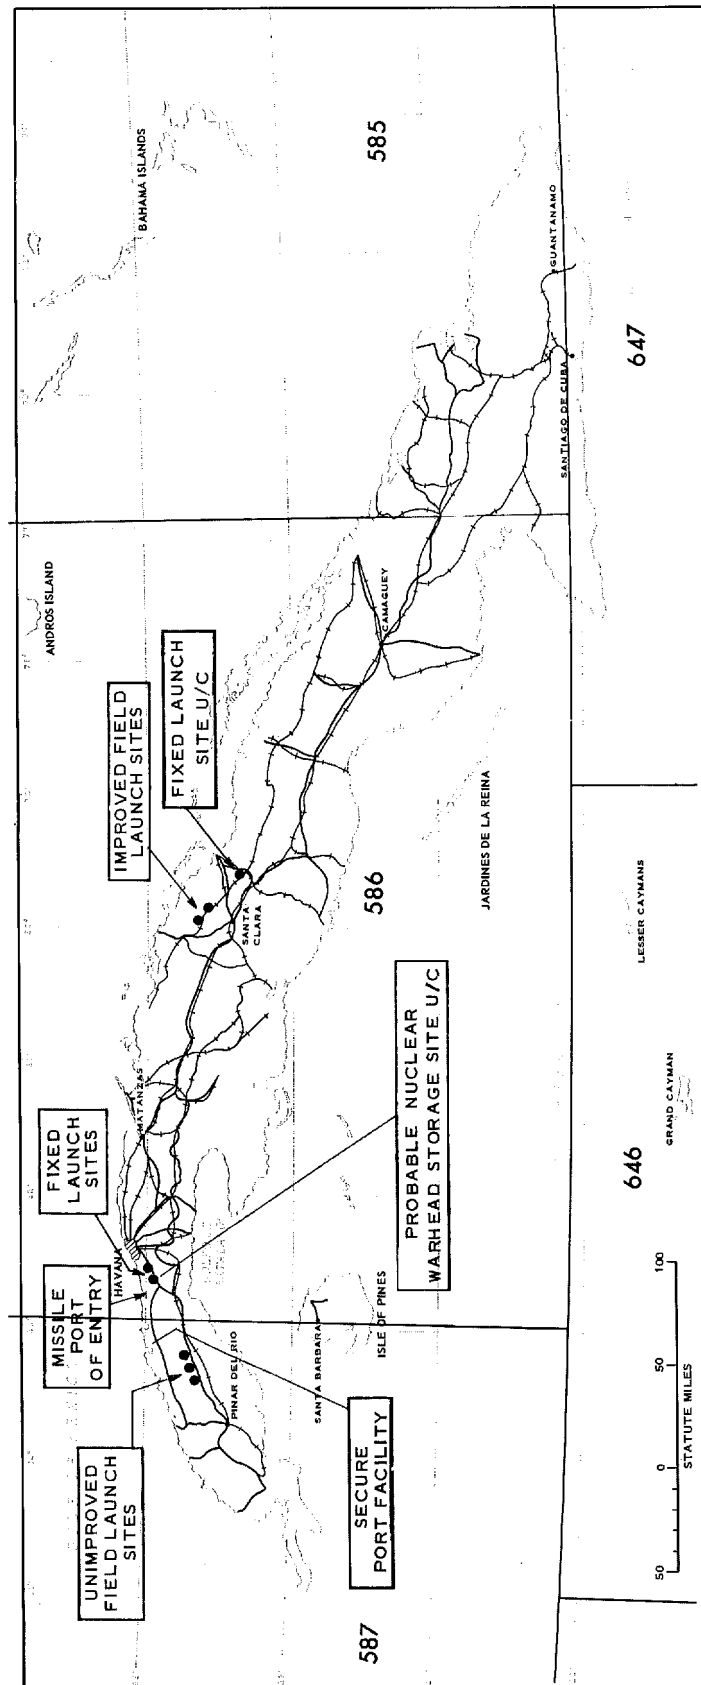 BAHAMA ISLANDS
585
GUANTANAMO
647
SANTIAGO DE CUBA
ANDROS ISLAND
CAMAGUEY
IMPROVED FIELD
LAUNCH SITES
FIXED LAUNCH
SITE U/C
SANTA
CLARA
586
JARDINES DE LA REINA
LESSER CAYMANS
FIXED
LAUNCH
SITES
MATANZAS
PROBABLE NUCLEAR
WARHEAD STORAGE SITE U/C
646
GRAND CAYMAN
HAVANA
MISSILE
PORT
OF ENTRY
PINAR DEL RIO
SANTA BARBARA
ISLE OF PINES
UNIMPROVED
FIELD LAUNCH
SITES
SECURE
PORT FACILITY
587
50 0 50 100
STATUTE MILES